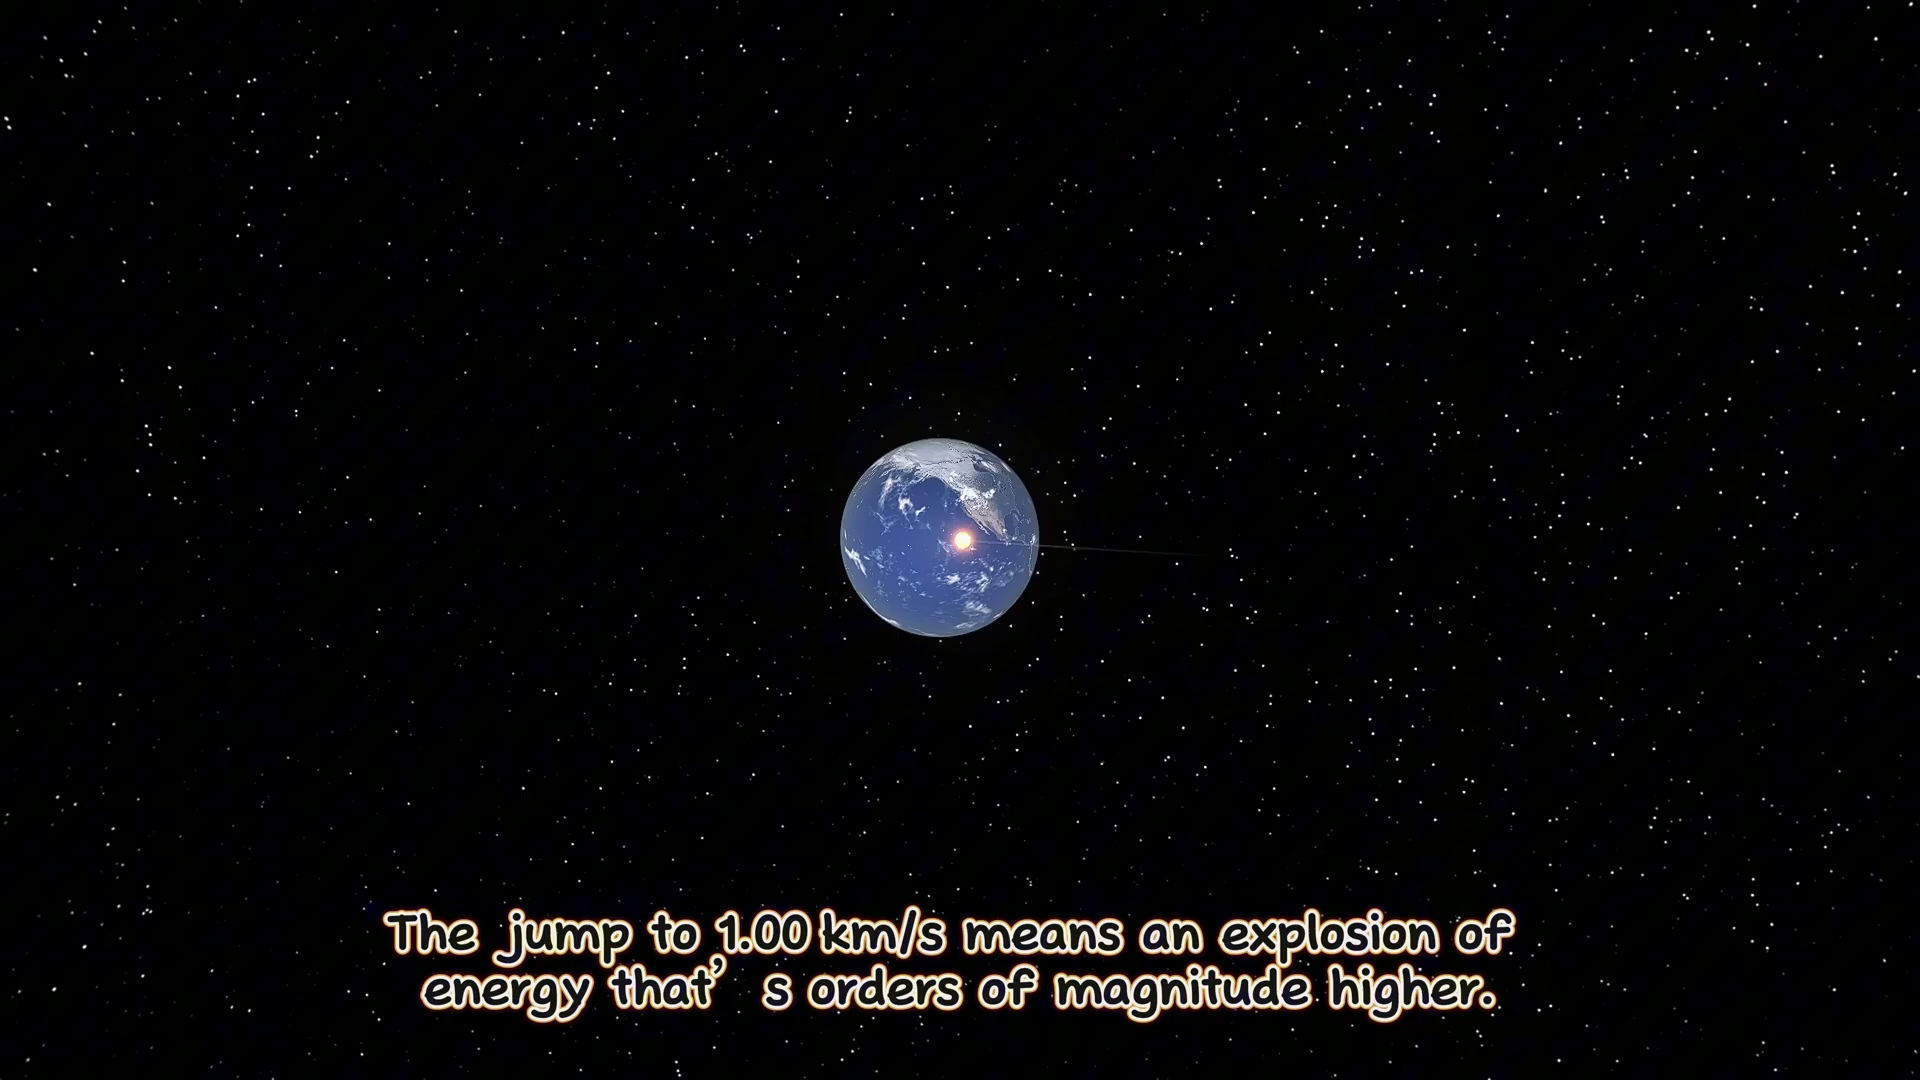 The jump to 1.00 km/s means an explosion of
energy that’s orders of magnitude higher.